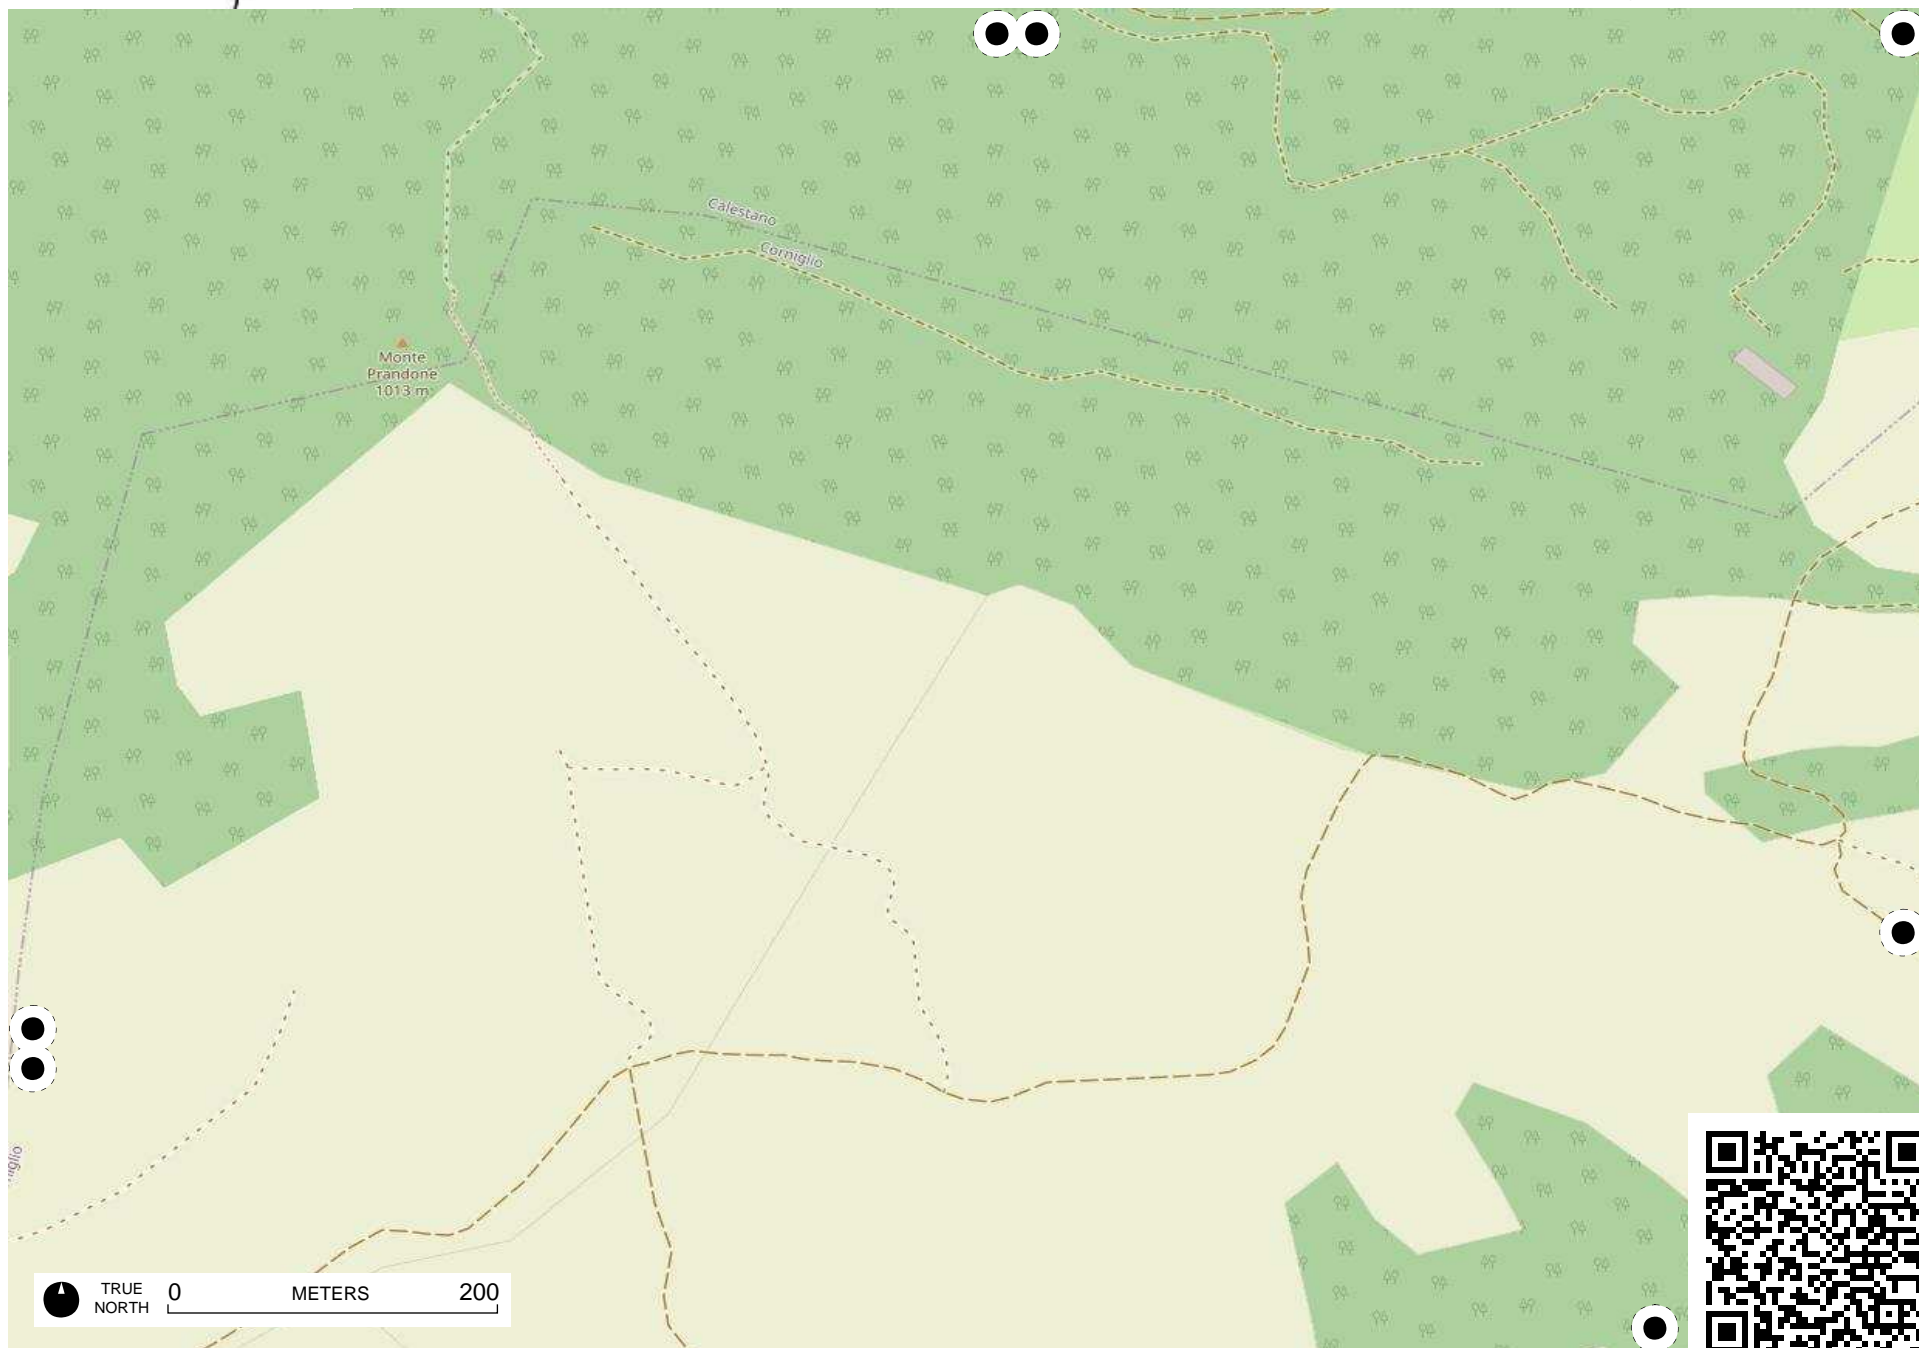 Calestano
Corniglio
Monte
Prandone
1013 m
TRUE
NORTH
0
METERS
200